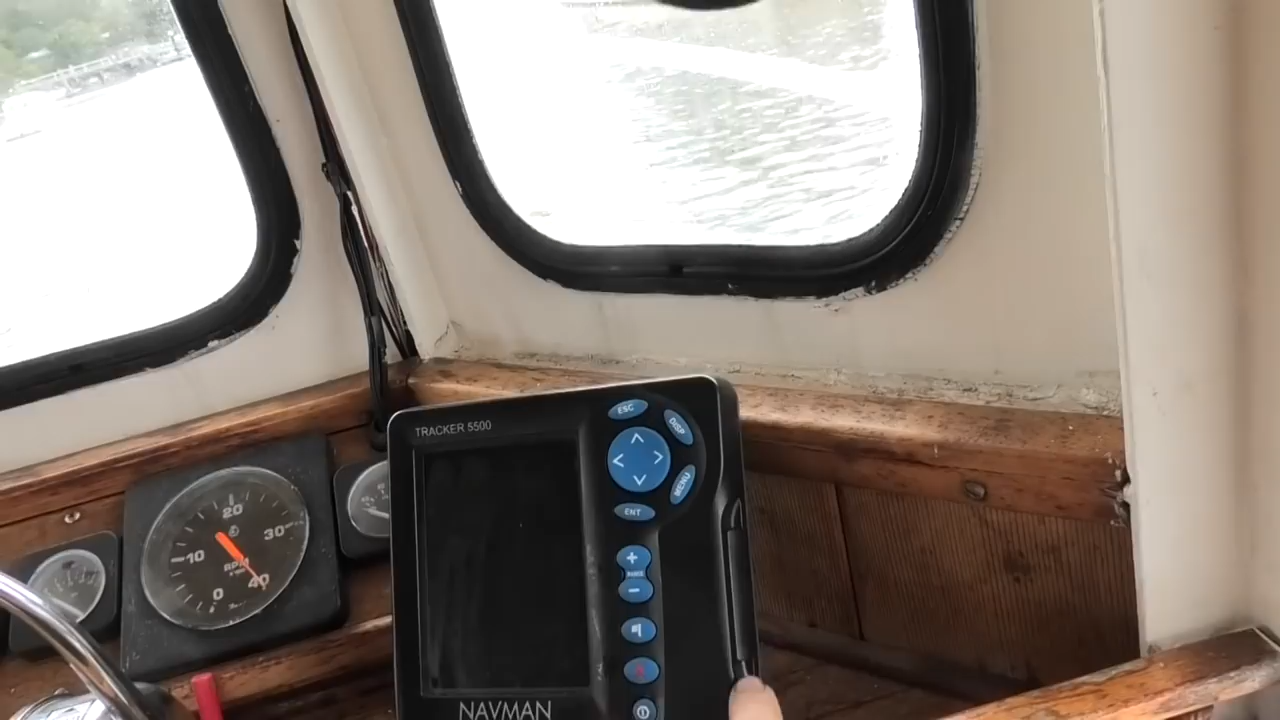 TRACKER 5500
ESC
DISP
MENU
ENT
+
RANGE
-
NAVMAN
20
10
30
RPM
0
40